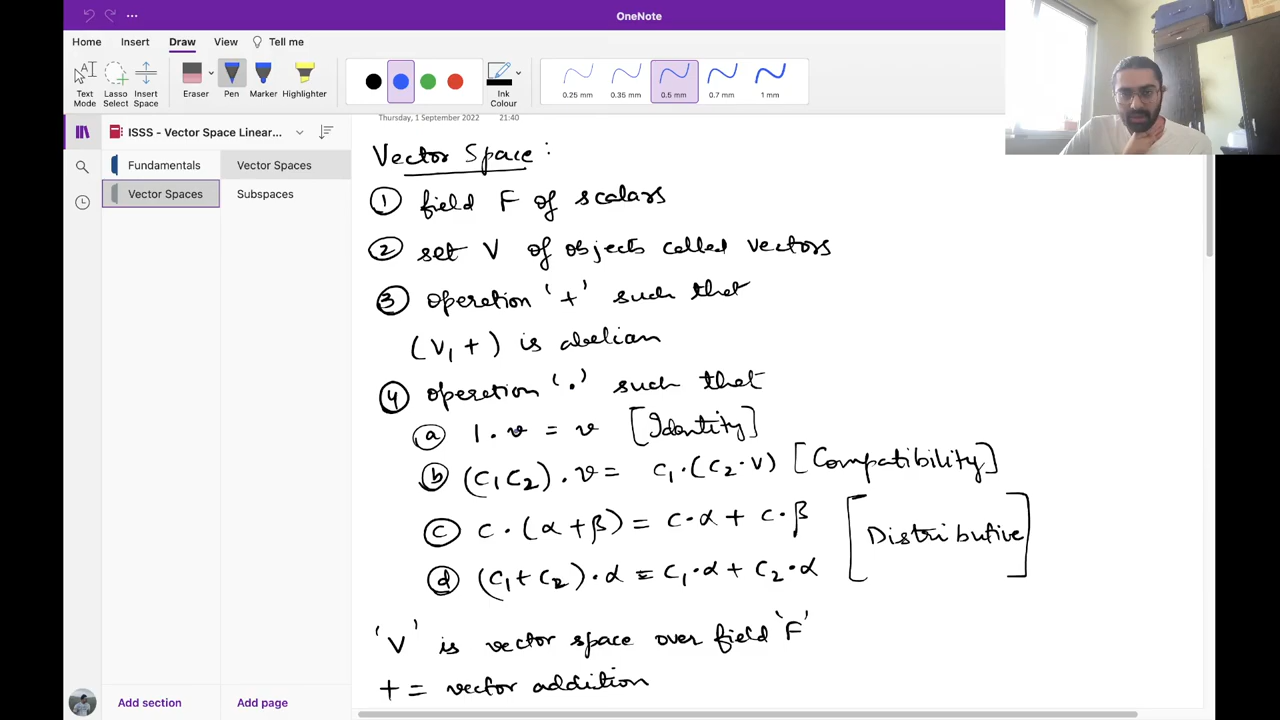 OneNote
Home Insert Draw View Tell me
Text Mode
Lasso Select
Insert Space
Eraser
Pen
Marker
Highlighter
Ink Colour
0.25 mm
0.35 mm
0.5 mm
0.7 mm
1 mm
ISSS - Vector Space Linear...
Fundamentals
Vector Spaces
Vector Spaces
Subspaces
Thursday, 1 September 2022 21:40
Vector Space :
① field F of scalars
② set V of objects called vectors
③ operation '+' such that
(V, +) is abelian
④ operation '.' such that
ⓐ 1 . v = v [Identity]
ⓑ (C₁C₂) . v = C₁.(C₂.V) [Compatibility]
ⓒ C . (α + β) = C.α + C.β
[Distributive]
ⓓ (C₁ + C₂) . α = C₁.α + C₂.α
'V' is vector space over field 'F'
+ = vector addition
Add section
Add page